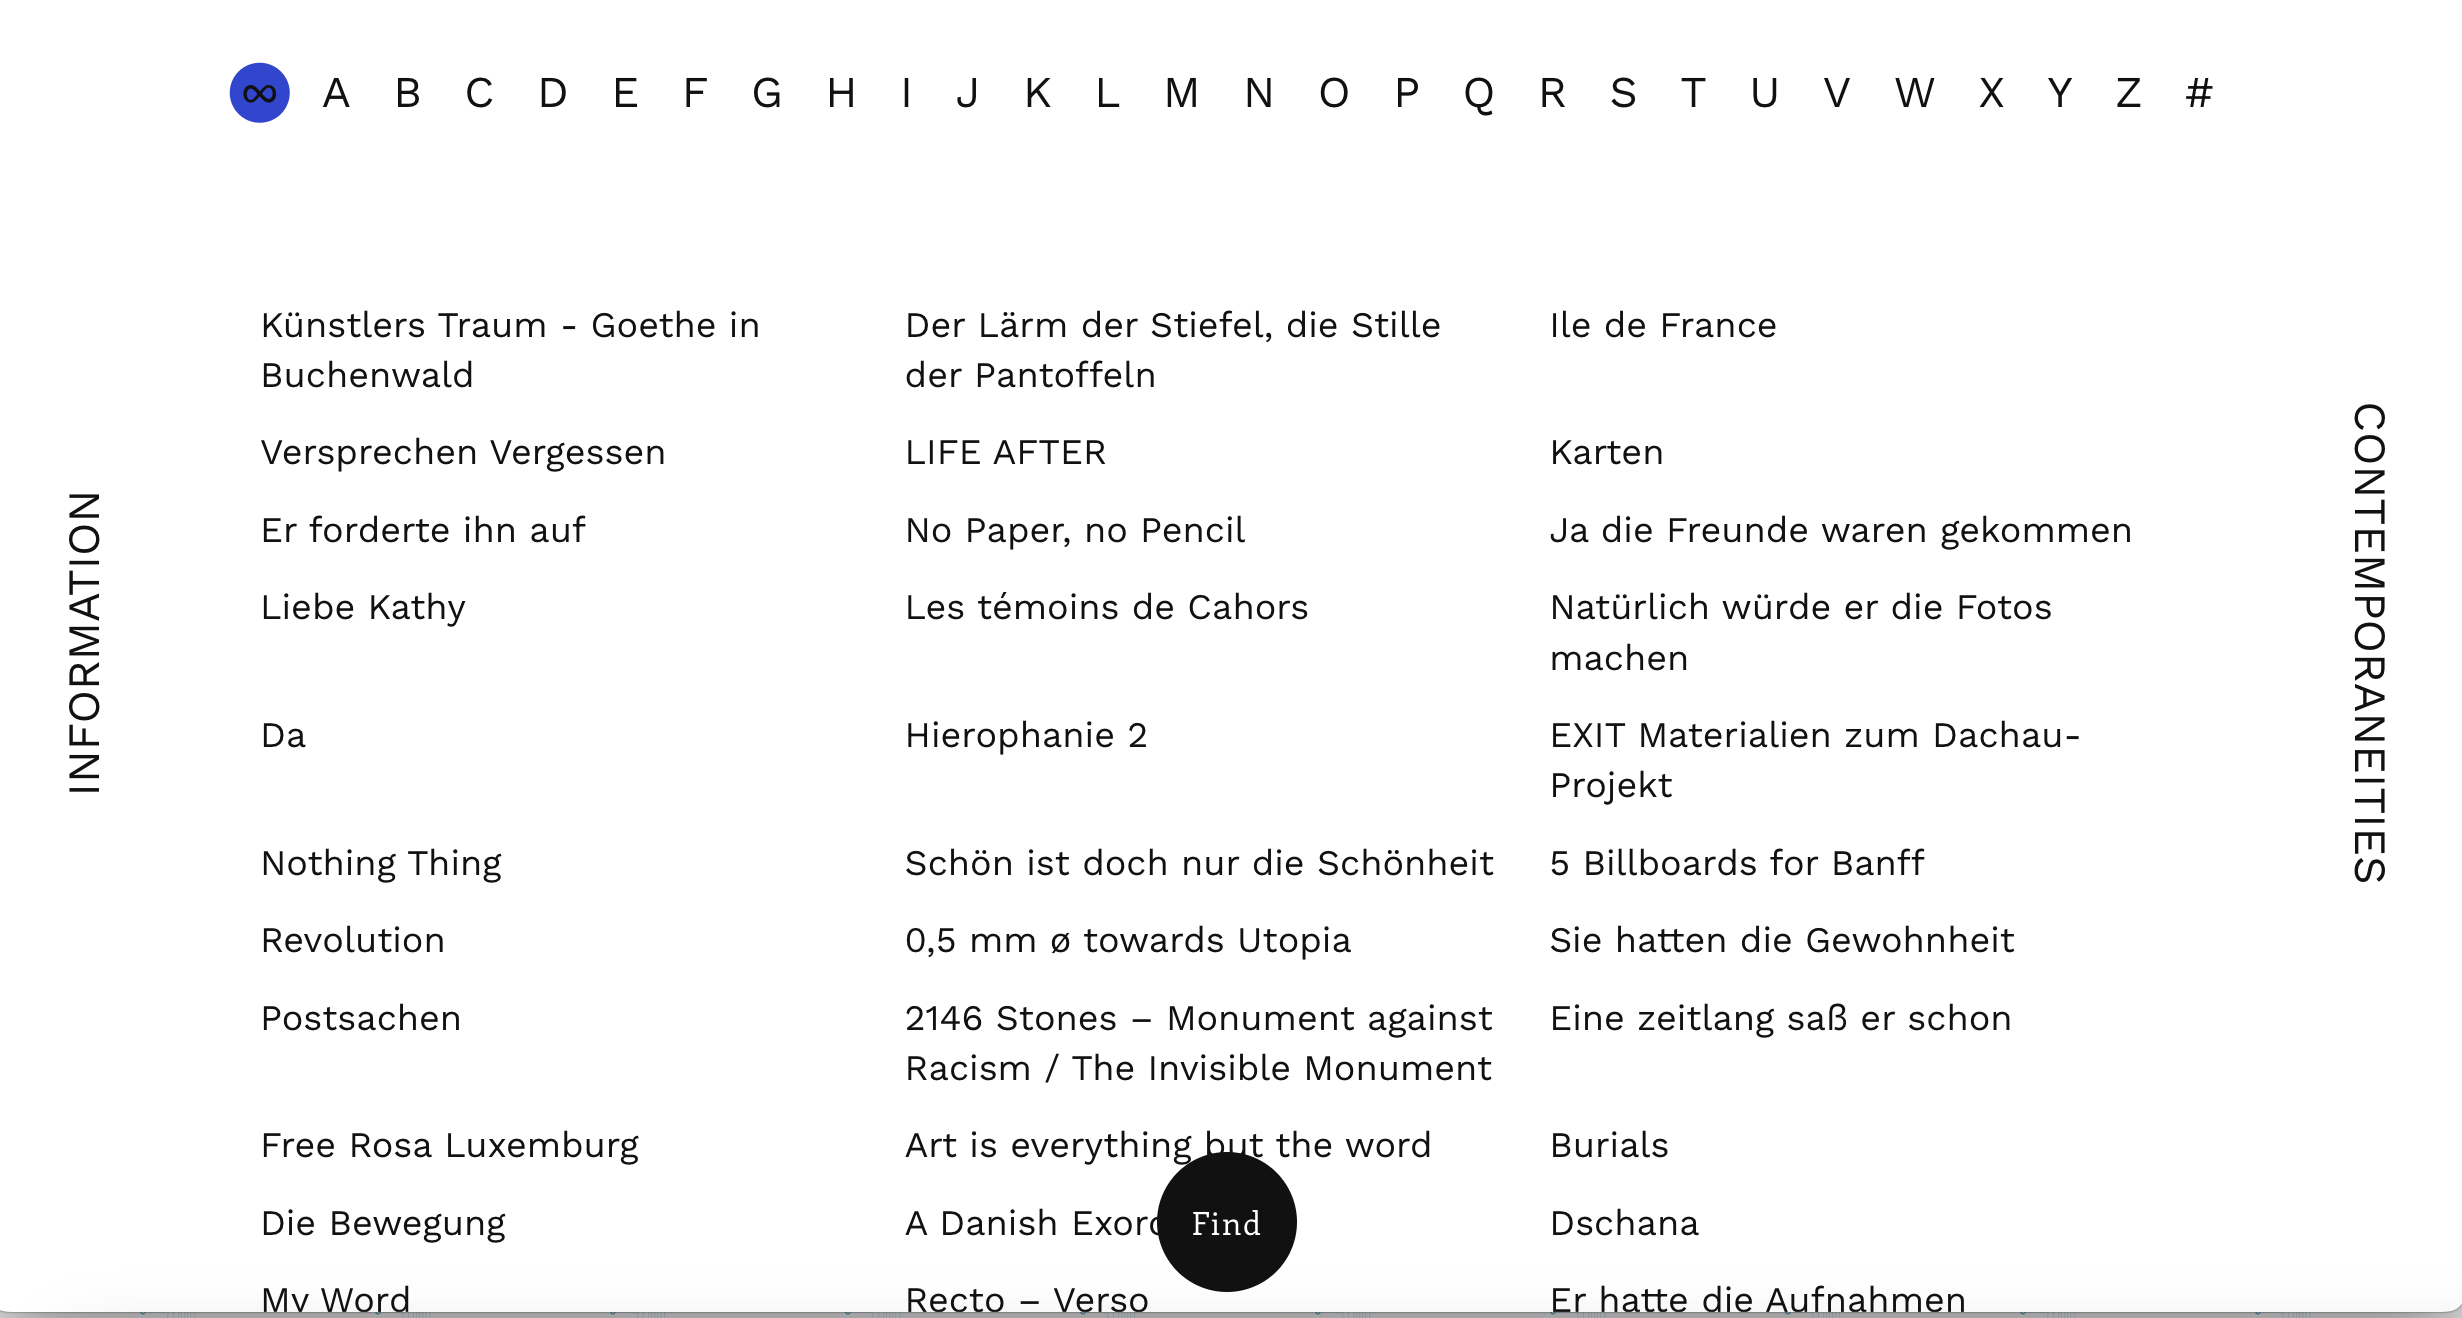 ∞ A B C D E F G H I J K L M N O P Q R S T U V W X Y Z #
INFORMATION
Künstlers Traum - Goethe in
Buchenwald
Der Lärm der Stiefel, die Stille
der Pantoffeln
Ile de France
Versprechen Vergessen
LIFE AFTER
Karten
Er forderte ihn auf
No Paper, no Pencil
Ja die Freunde waren gekommen
Liebe Kathy
Les témoins de Cahors
Natürlich würde er die Fotos
machen
Da
Hierophanie 2
EXIT Materialien zum Dachau-
Projekt
Nothing Thing
Schön ist doch nur die Schönheit
5 Billboards for Banff
Revolution
0,5 mm ø towards Utopia
Sie hatten die Gewohnheit
Postsachen
2146 Stones – Monument against
Racism / The Invisible Monument
Eine zeitlang saß er schon
Free Rosa Luxemburg
Art is everything but the word
Burials
Die Bewegung
A Danish
Find
Dschana
My Word
Recto – Verso
Er hatte die Aufnahmen
CONTEMPORANEITIES